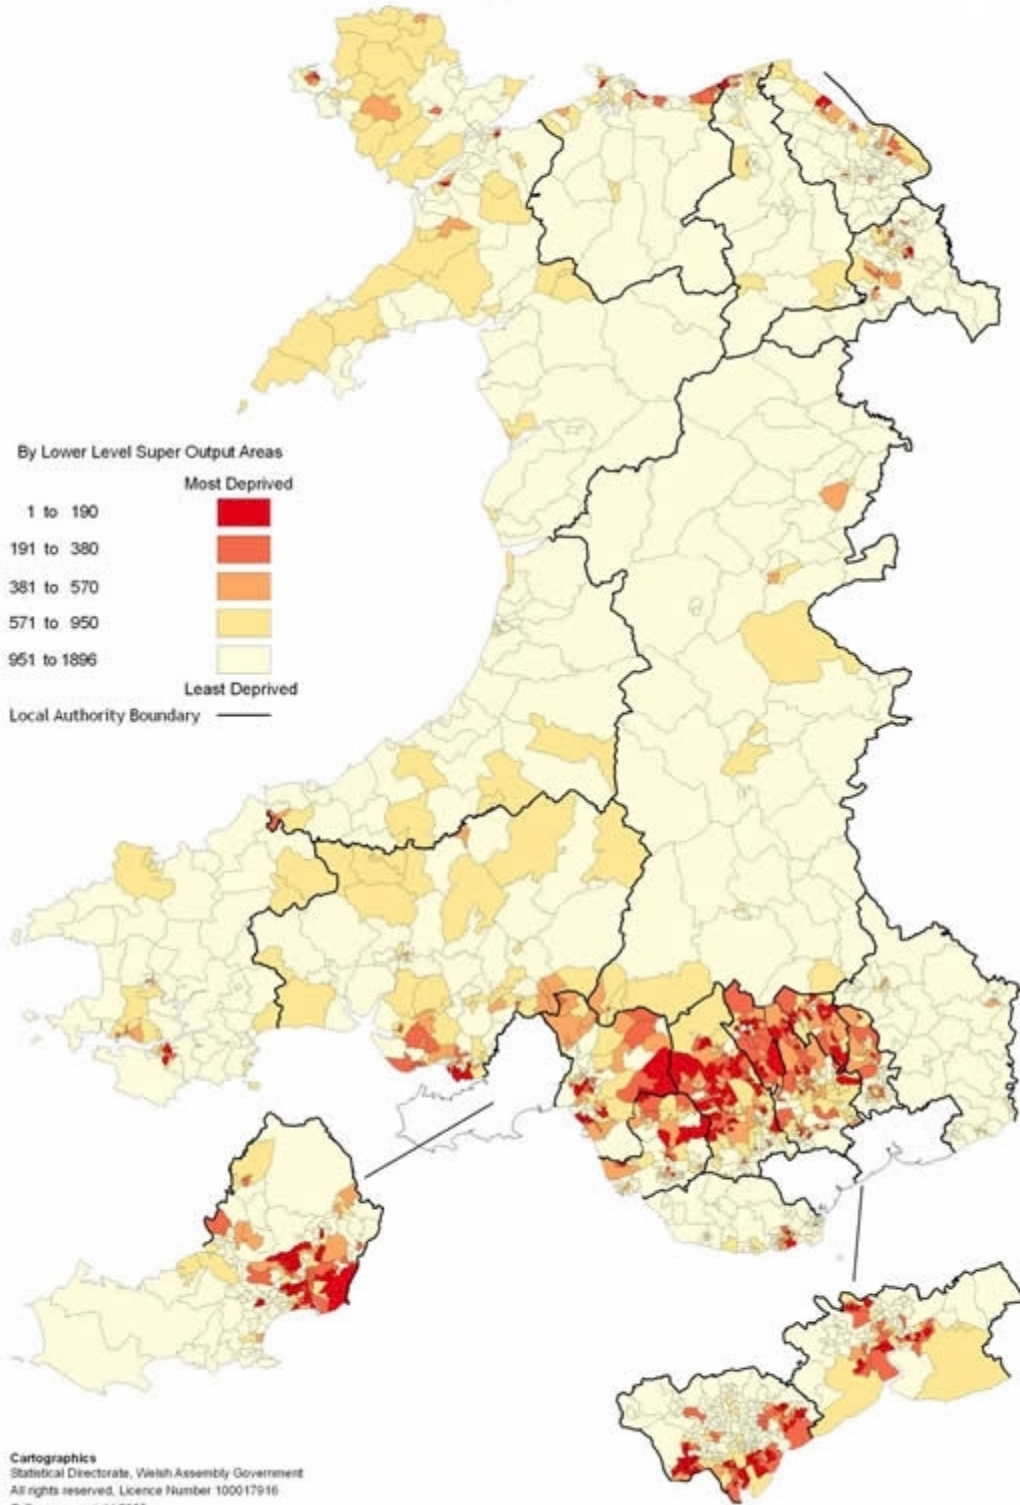 By Lower Level Super Output Areas
Most Deprived
1 to 190
191 to 380
381 to 570
571 to 950
951 to 1896
Least Deprived
Local Authority Boundary
Cartographics
Statistical Directorate, Welsh Assembly Government
All rights reserved, Licence Number 100017916